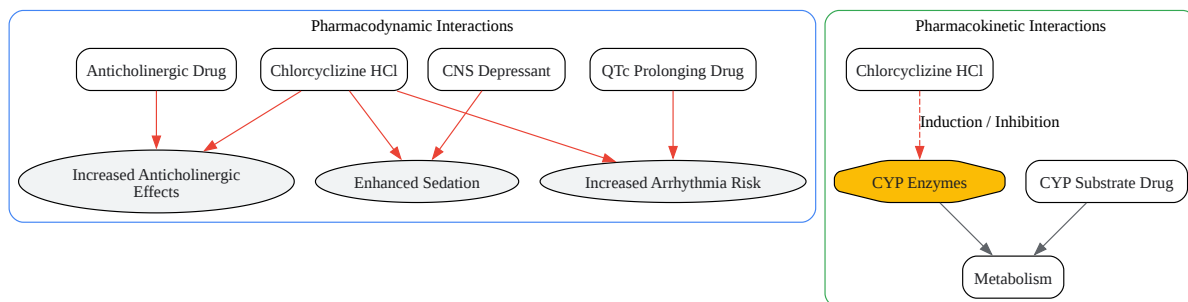 Pharmacodynamic Interactions
Anticholinergic Drug
Chlorcyclizine HCl
CNS Depressant
QTc Prolonging Drug
Increased Anticholinergic
Effects
Enhanced Sedation
Increased Arrhythmia Risk
Pharmacokinetic Interactions
Chlorcyclizine HCl
Induction / Inhibition
CYP Enzymes
CYP Substrate Drug
Metabolism